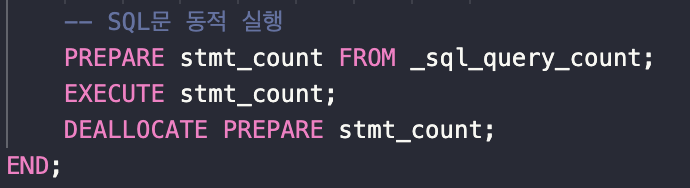 -- SQL문 동적 실행
PREPARE stmt_count FROM _sql_query_count;
EXECUTE stmt_count;
DEALLOCATE PREPARE stmt_count;
END;